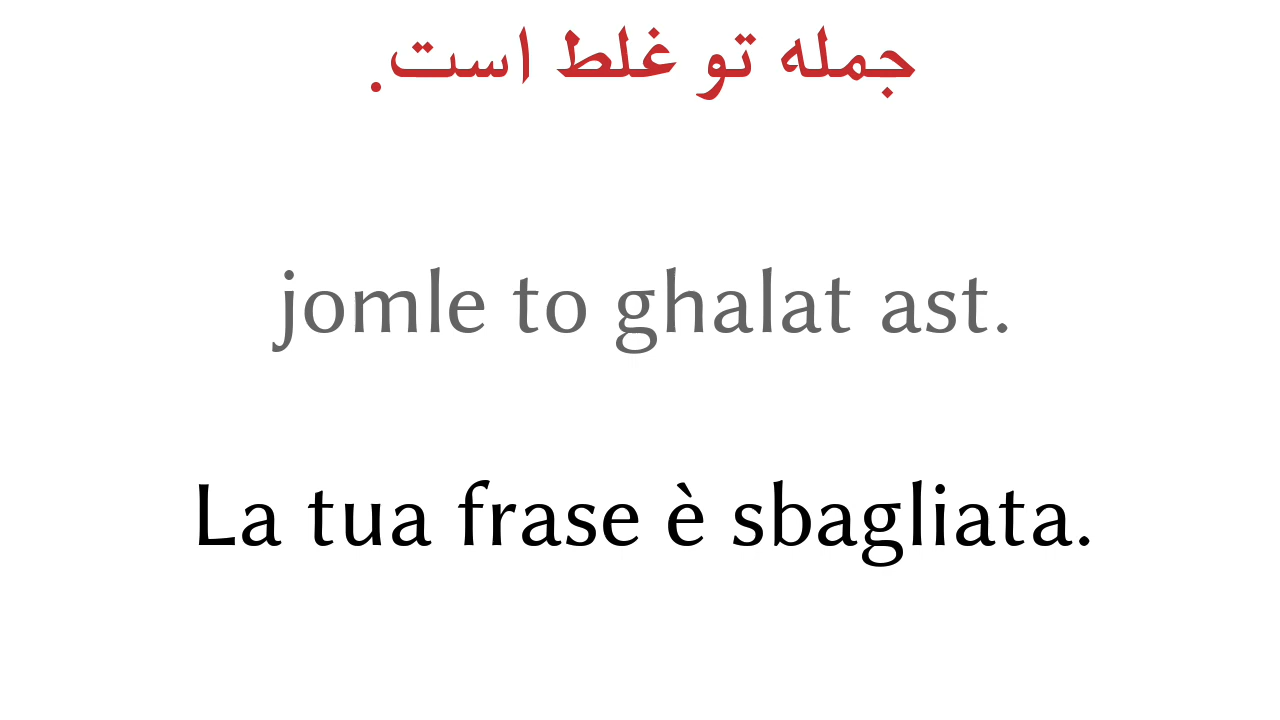 جمله تو غلط است.
jomle to ghalat ast.
La tua frase è sbagliata.